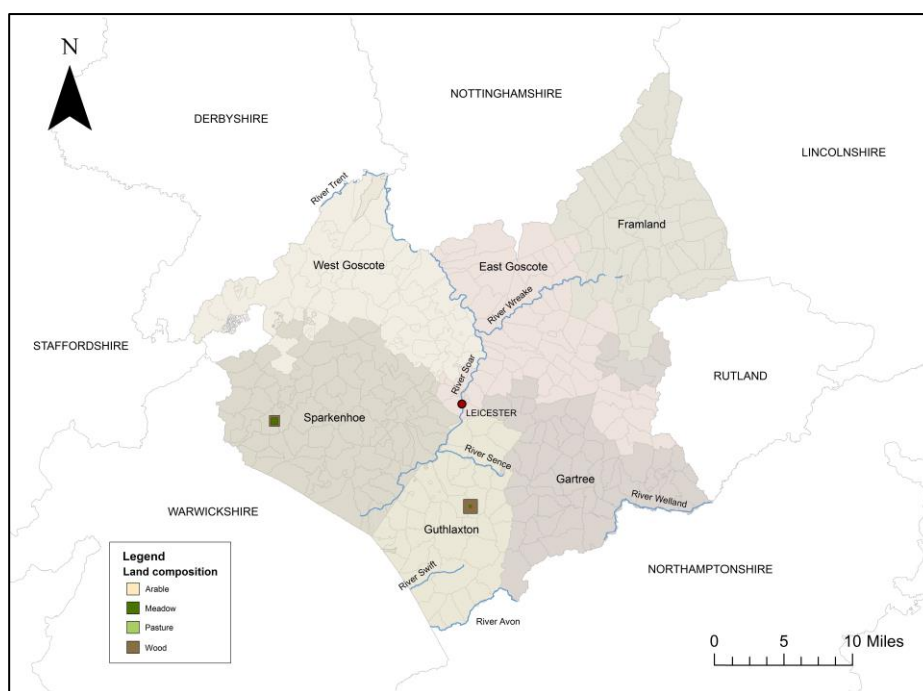 N
NOTTINGHAMSHIRE
DERBYSHIRE
LINCOLNSHIRE
River Trent
Framland
West Goscote
East Goscote
River Wreake
STAFFORDSHIRE
RUTLAND
River Soar
LEICESTER
Sparkenhoe
River Sence
Gartree
River Welland
WARWICKSHIRE
Guthlaxton
River Swift
NORTHAMPTONSHIRE
River Avon
Legend
Land composition
Arable
Meadow
Pasture
Wood
0 5 10 Miles